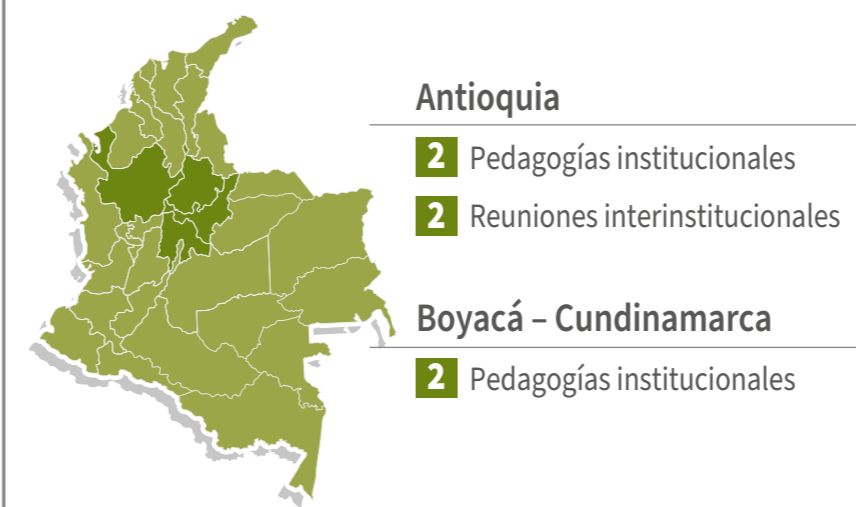 Antioquia
2 Pedagogías institucionales
2 Reuniones interinstitucionales
Boyacá – Cundinamarca
2 Pedagogías institucionales